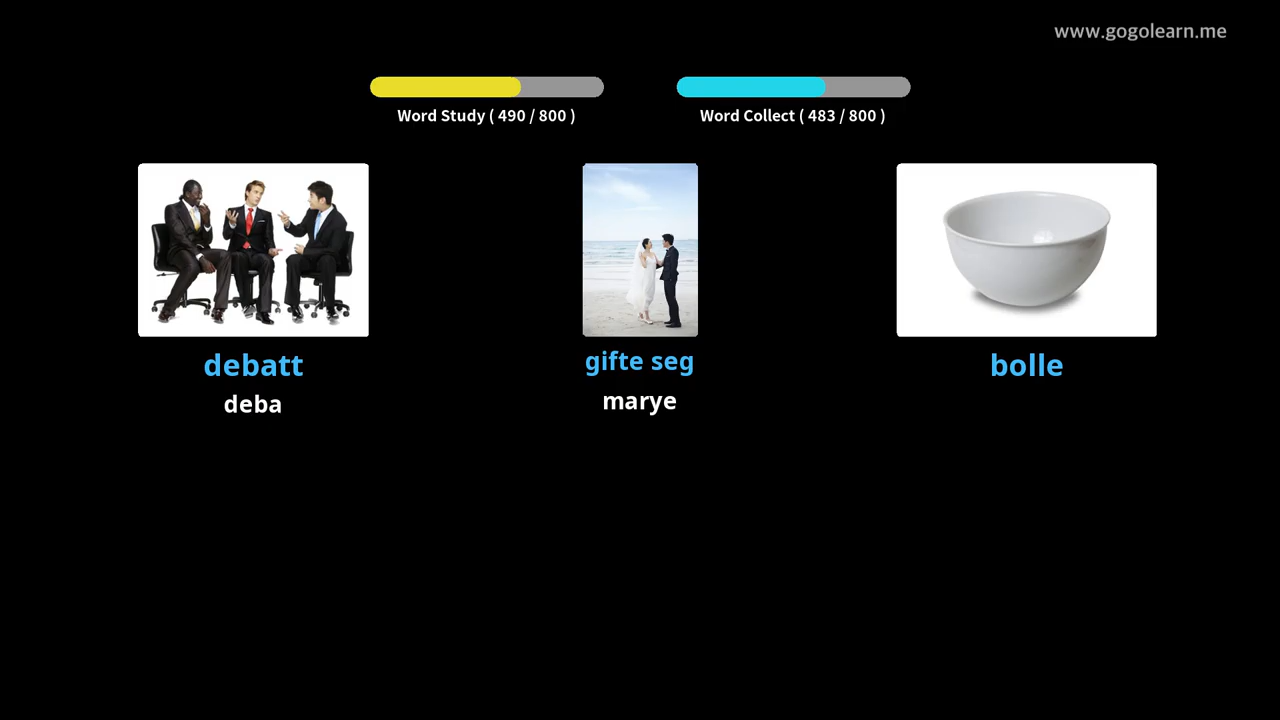 www.gogolearn.me
Word Study ( 490 / 800 )
Word Collect ( 483 / 800 )
debatt
gifte seg
bolle
deba
marye